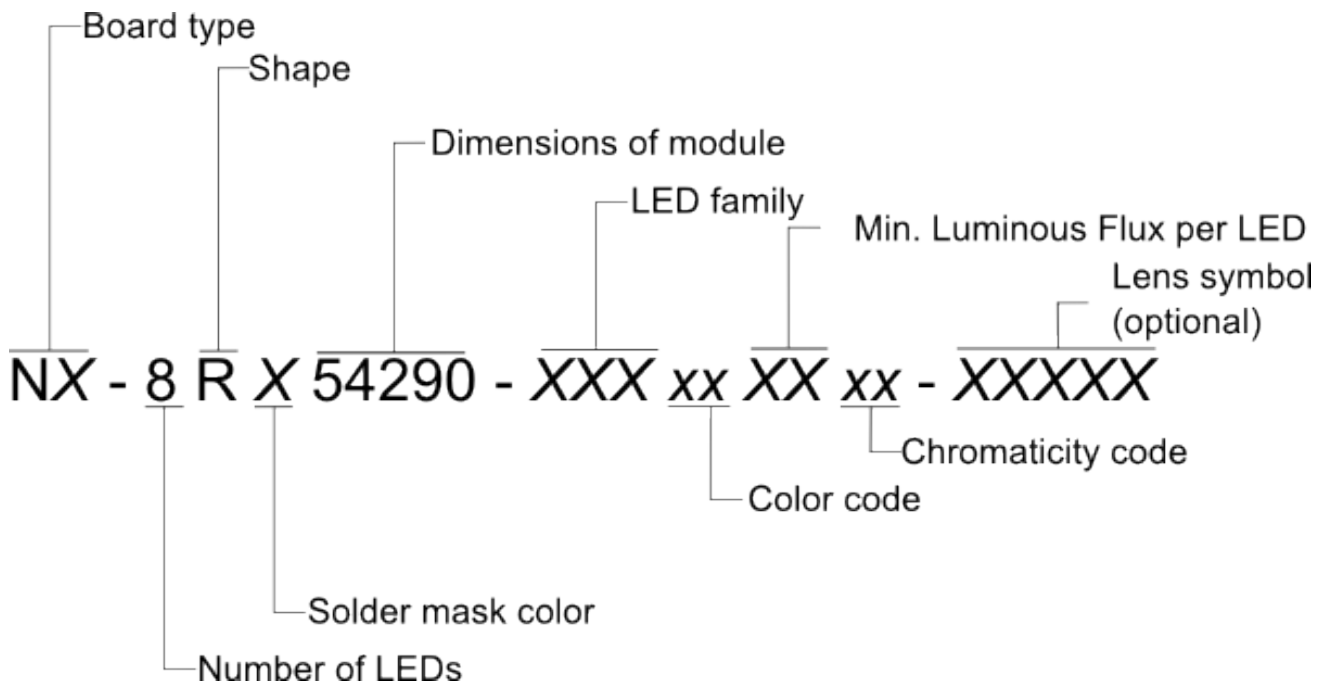 Board type
Shape
Dimensions of module
LED family
Min. Luminous Flux per LED
Lens symbol
(optional)
NX - 8 R X 54290 - XXX xx XX xx - XXXXX
Chromaticity code
Color code
Solder mask color
Number of LEDs